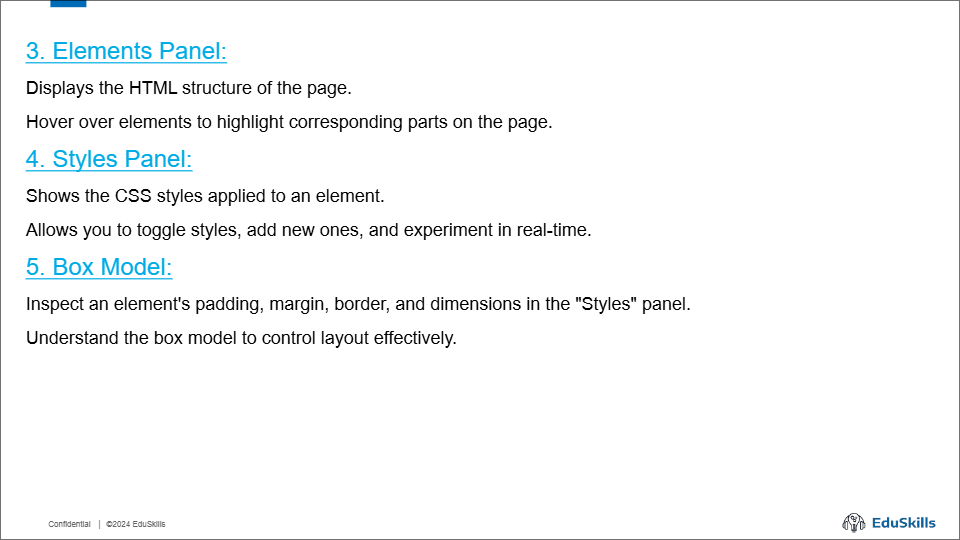 3. Elements Panel:
Displays the HTML structure of the page.
Hover over elements to highlight corresponding parts on the page.
4. Styles Panel:
Shows the CSS styles applied to an element.
Allows you to toggle styles, add new ones, and experiment in real-time.
5. Box Model:
Inspect an element's padding, margin, border, and dimensions in the "Styles" panel.
Understand the box model to control layout effectively.
Confidential | ©2024 EduSkills
EduSkills